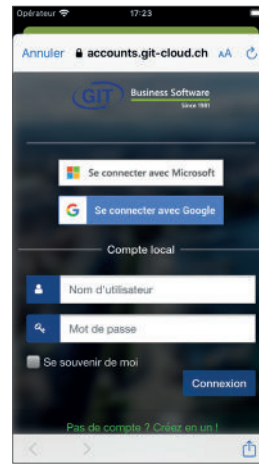 Opérateur 17:23
Annuler accounts.git-cloud.ch AA
GIT Business Software
Since 1981
Se connecter avec Microsoft
G Se connecter avec Google
Compte local
Nom d'utilisateur
Mot de passe
Se souvenir de moi
Connexion
Pas de compte ? Créez en un !